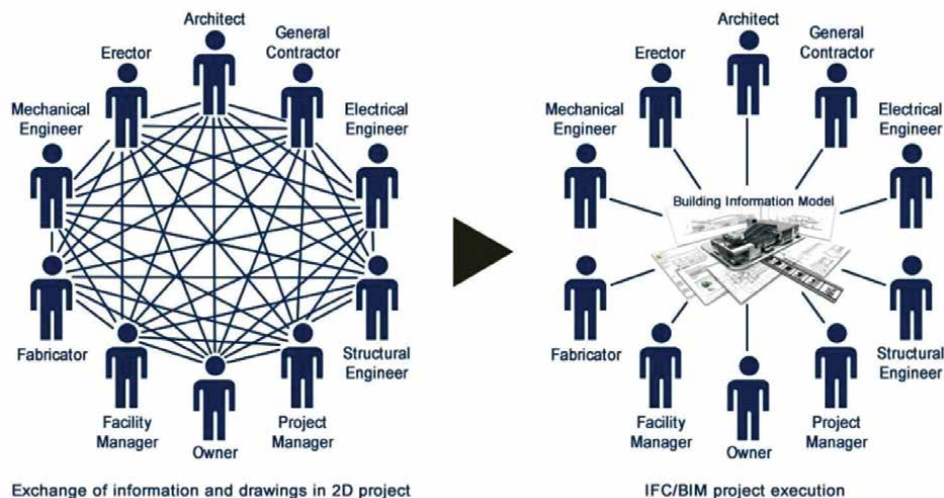 Architect
Erector
General
Contractor
Mechanical
Engineer
Electrical
Engineer
Fabricator
Structural
Engineer
Facility
Manager
Owner
Project
Manager
Exchange of information and drawings in 2D project
Architect
Erector
General
Contractor
Mechanical
Engineer
Electrical
Engineer
Building Information Model
Fabricator
Structural
Engineer
Facility
Manager
Owner
Project
Manager
IFC/BIM project execution